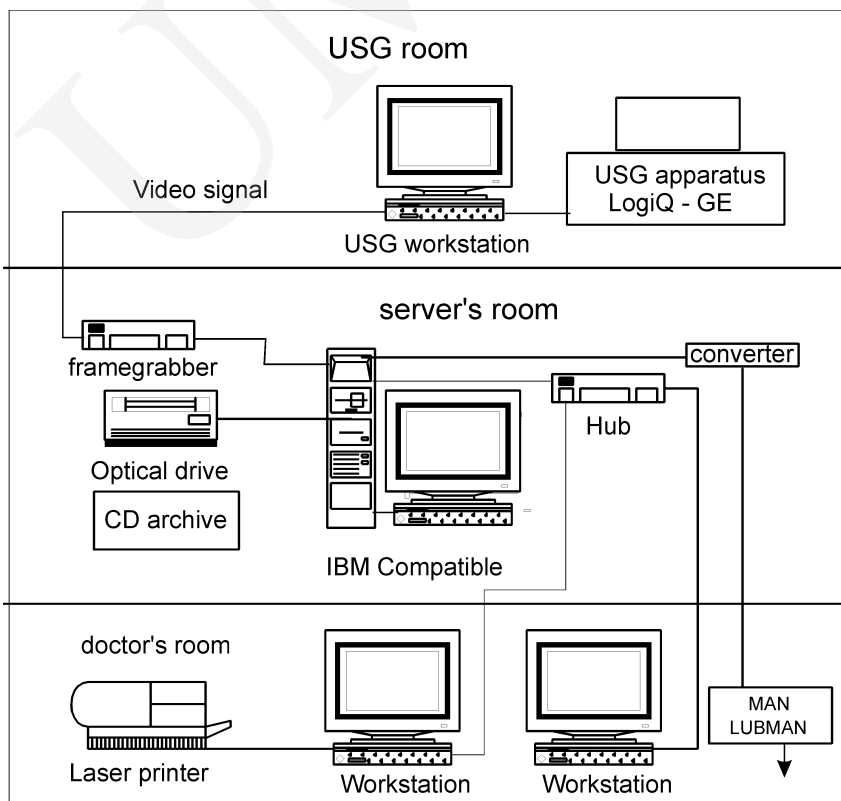 USG room
Video signal
USG apparatus
LogiQ - GE
USG workstation
server's room
framegrabber
converter
Hub
Optical drive
CD archive
IBM Compatible
doctor's room
MAN
LUBMAN
Laser printer
Workstation
Workstation